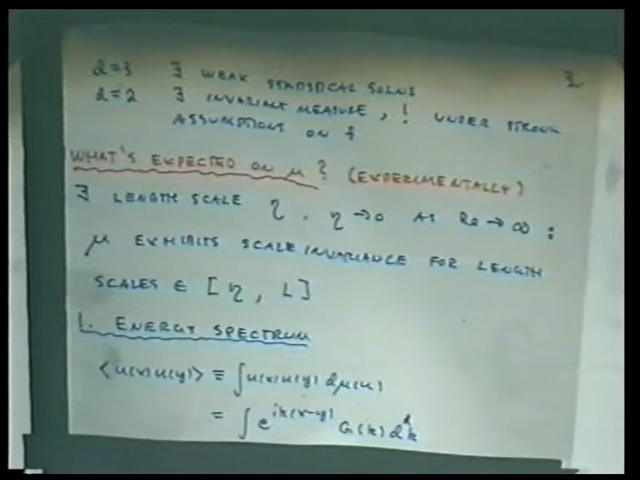 2
d=3 ∃ WEAK STATISTICAL SOLNS
d=2 ∃ INVARIANT MEASURE, ! UNDER STRONG
ASSUMPTIONS ON f
WHAT'S EXPECTED ON μ? (EXPERIMENTALLY)
∃ LENGTH SCALE η, η→0 AS Re→∞:
μ EXHIBITS SCALE INVARIANCE FOR LENGTH
SCALES ∈ [η, L]
1. ENERGY SPECTRUM
<u(x)u(y)> ≡ ∫u(x)u(y) dμ(u)
= ∫e^{ik(x-y)} G(k) d^d k